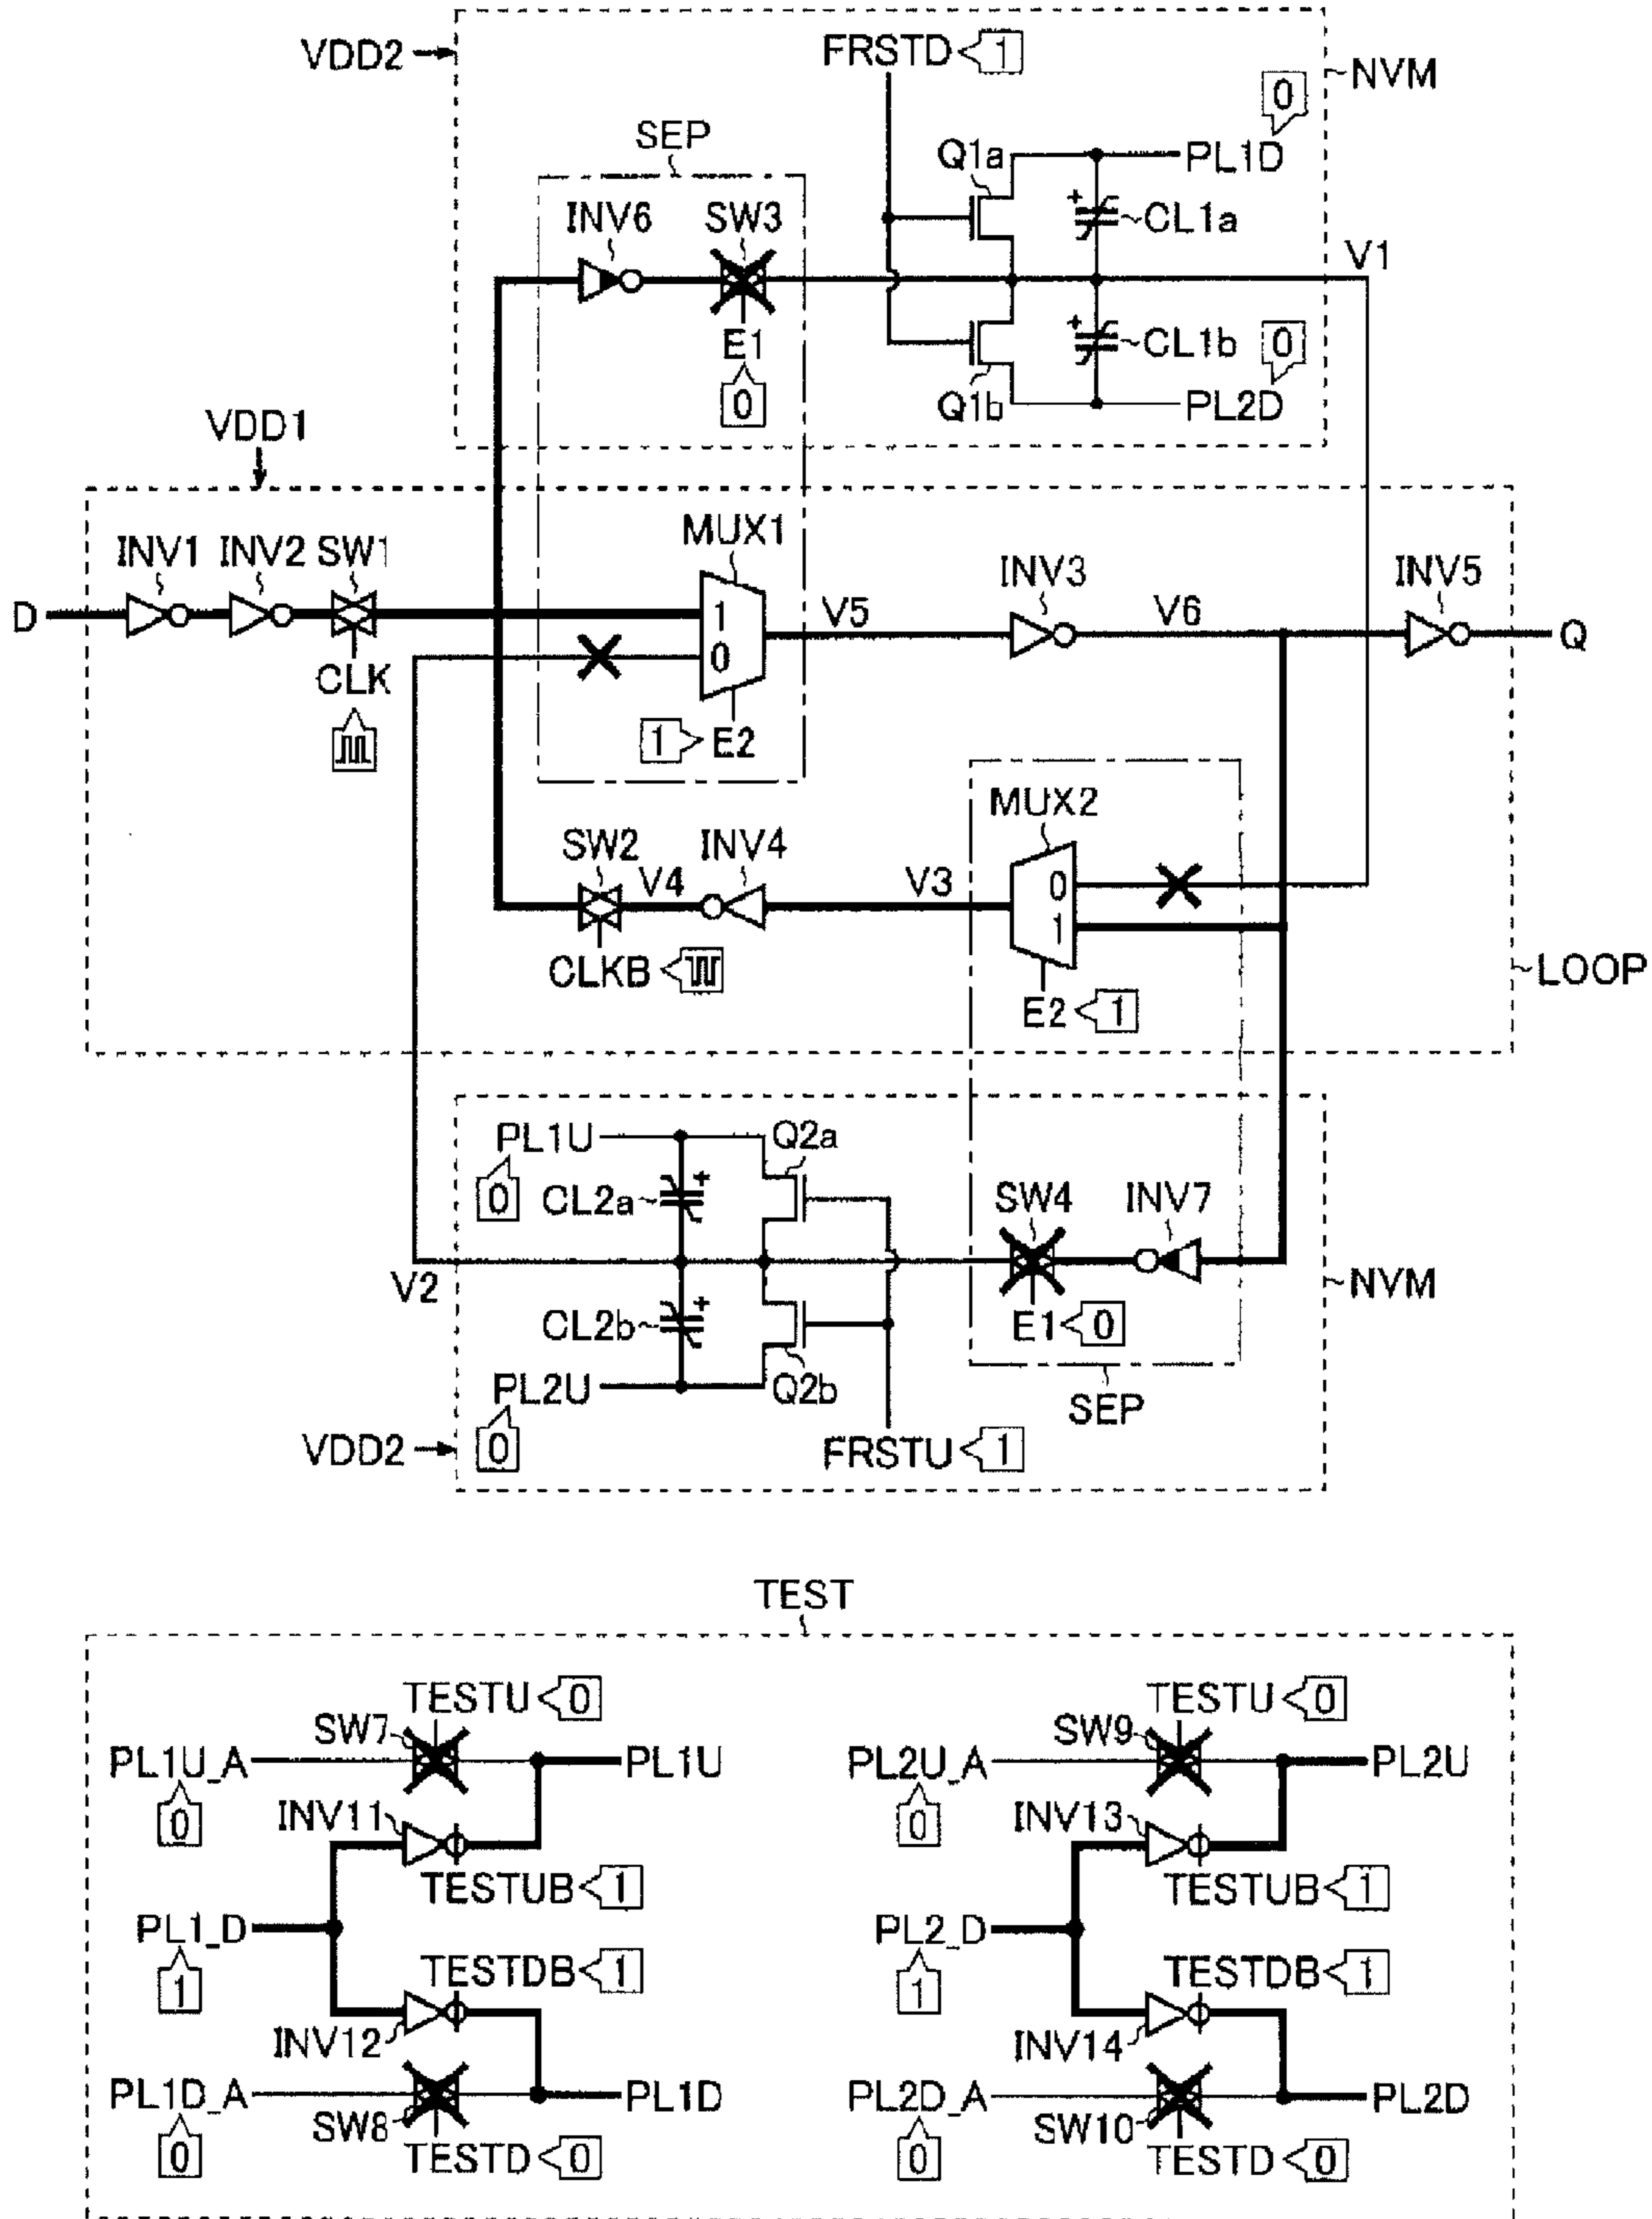 VDD2
FRSTD 1
NVM
0
SEP
Q1a
PL1D
INV6 SW3
CL1a
V1
E1
0
CL1b 0
Q1b
PL2D
VDD1
INV1 INV2 SW1
MUX1
INV3
INV5
D
1
V5
V6
Q
0
CLK
1 E2
MUX2
SW2
V4
INV4
V3
0
1
CLKB
E2 1
LOOP
PL1U
0
Q2a
CL2a
SW4 INV7
V2
NVM
CL2b
E1 0
PL2U
0
Q2b
SEP
VDD2
FRSTU 1
TEST
TESTU 0
TESTU 0
SW7
SW9
PL1U_A
0
PL1U
PL2U_A
0
PL2U
INV11
INV13
TESTUB 1
TESTUB 1
PL1_D
1
PL2_D
1
TESTDB 1
TESTDB 1
INV12
INV14
PL1D_A
0
PL1D
PL2D_A
0
PL2D
SW8
SW10
TESTD 0
TESTD 0